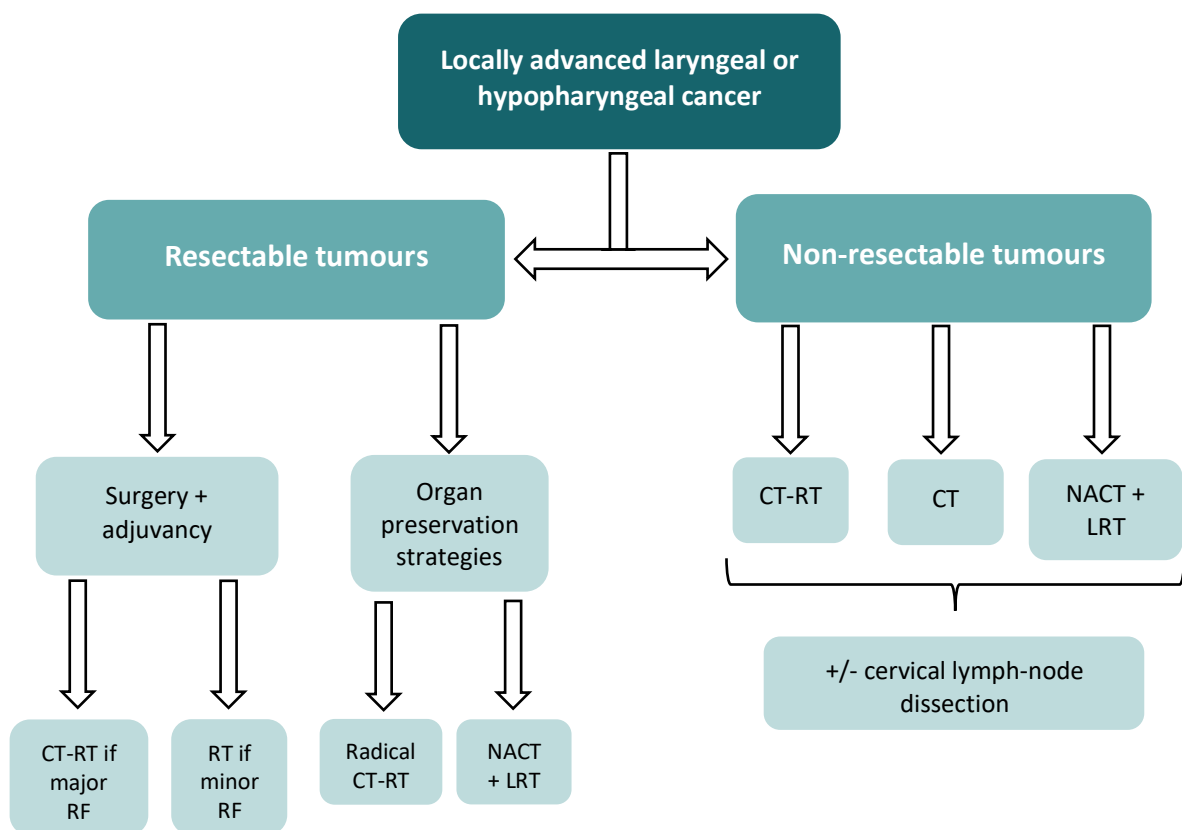 Locally advanced laryngeal or
hypopharyngeal cancer
Resectable tumours
Non-resectable tumours
Surgery +
adjuvancy
Organ
preservation
strategies
CT-RT
CT
NACT +
LRT
+/- cervical lymph-node
dissection
CT-RT if
major
RF
RT if
minor
RF
Radical
CT-RT
NACT
+ LRT